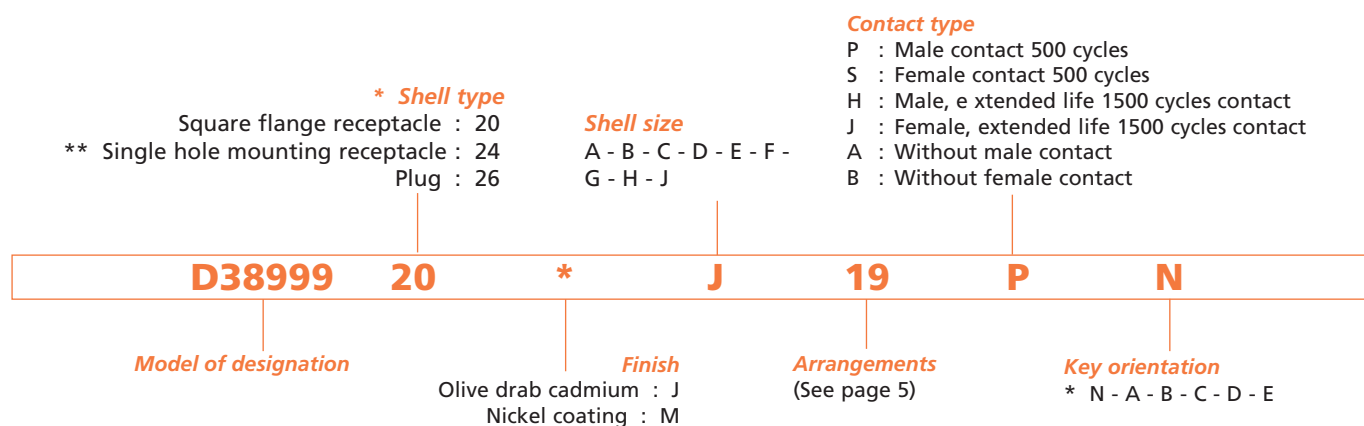 Contact type
P : Male contact 500 cycles
S : Female contact 500 cycles
H : Male, e xtended life 1500 cycles contact
J : Female, extended life 1500 cycles contact
A : Without male contact
B : Without female contact
* Shell type
Square flange receptacle : 20
** Single hole mounting receptacle : 24
Plug : 26
Shell size
A - B - C - D - E - F -
G - H - J
D38999 20 * J 19 P N
Model of designation
Finish
Olive drab cadmium : J
Nickel coating : M
Arrangements
(See page 5)
Key orientation
* N - A - B - C - D - E